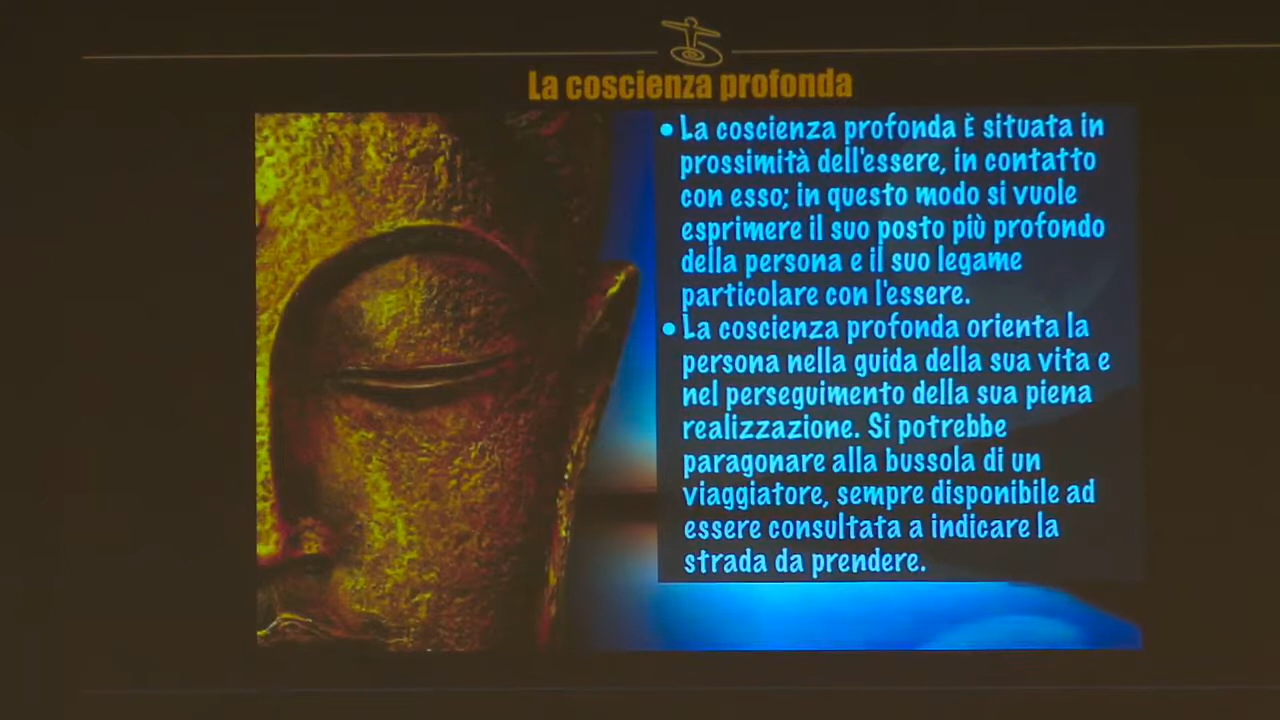 La coscienza profonda
• La coscienza profonda È situata in
prossimità dell'essere, in contatto
con esso; in questo modo si vuole
esprimere il suo posto più profondo
della persona e il suo legame
particolare con l'essere.
• La coscienza profonda orienta la
persona nella guida della sua vita e
nel perseguimento della sua piena
realizzazione. Si potrebbe
paragonare alla bussola di un
viaggiatore, sempre disponibile ad
essere consultata a indicare la
strada da prendere.